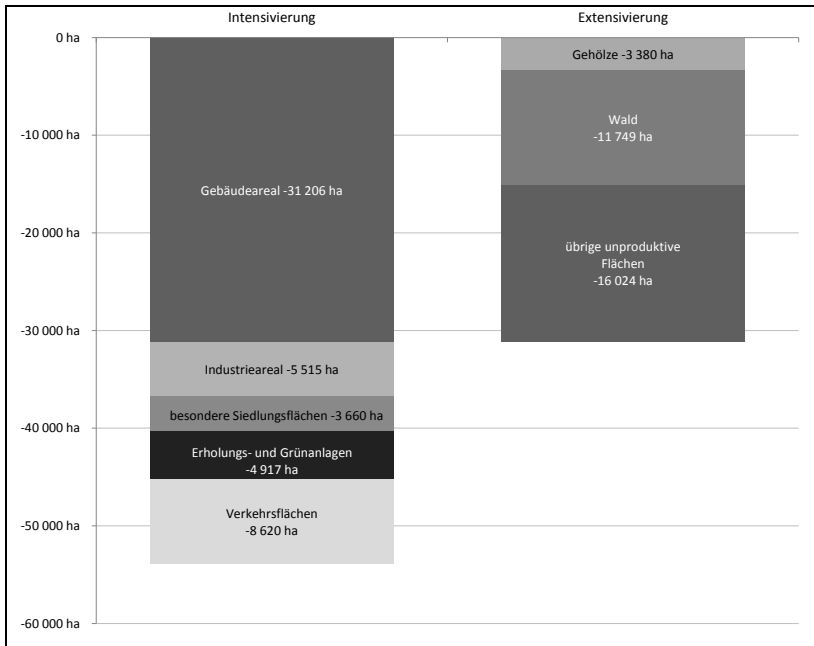 Intensivierung
Extensivierung
0 ha
-10 000 ha
-20 000 ha
-30 000 ha
-40 000 ha
-50 000 ha
-60 000 ha
Gebäudeareal -31 206 ha
Industrieareal -5 515 ha
besondere Siedlungsflächen -3 660 ha
Erholungs- und Grünanlagen
-4 917 ha
Verkehrsflächen
-8 620 ha
Gehölze -3 380 ha
Wald
-11 749 ha
übrige unproduktive
Flächen
-16 024 ha